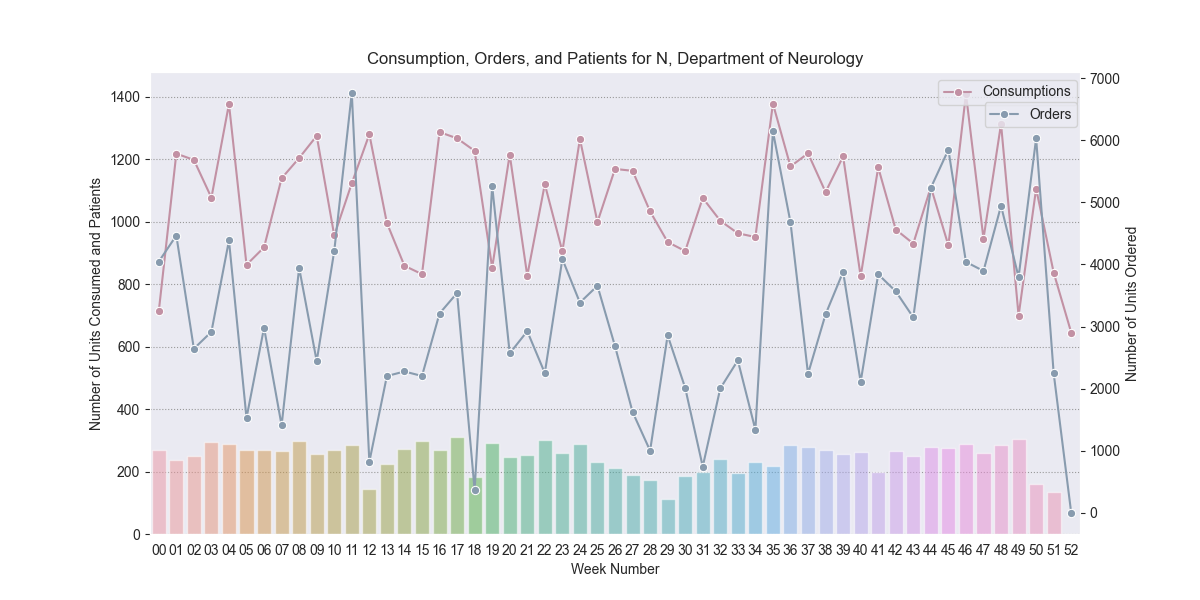 Consumption, Orders, and Patients for N, Department of Neurology
Consumptions
Orders
Number of Units Consumed and Patients
1400
1200
1000
800
600
400
200
0
Number of Units Ordered
7000
6000
5000
4000
3000
2000
1000
0
00 01 02 03 04 05 06 07 08 09 10 11 12 13 14 15 16 17 18 19 20 21 22 23 24 25 26 27 28 29 30 31 32 33 34 35 36 37 38 39 40 41 42 43 44 45 46 47 48 49 50 51 52
Week Number